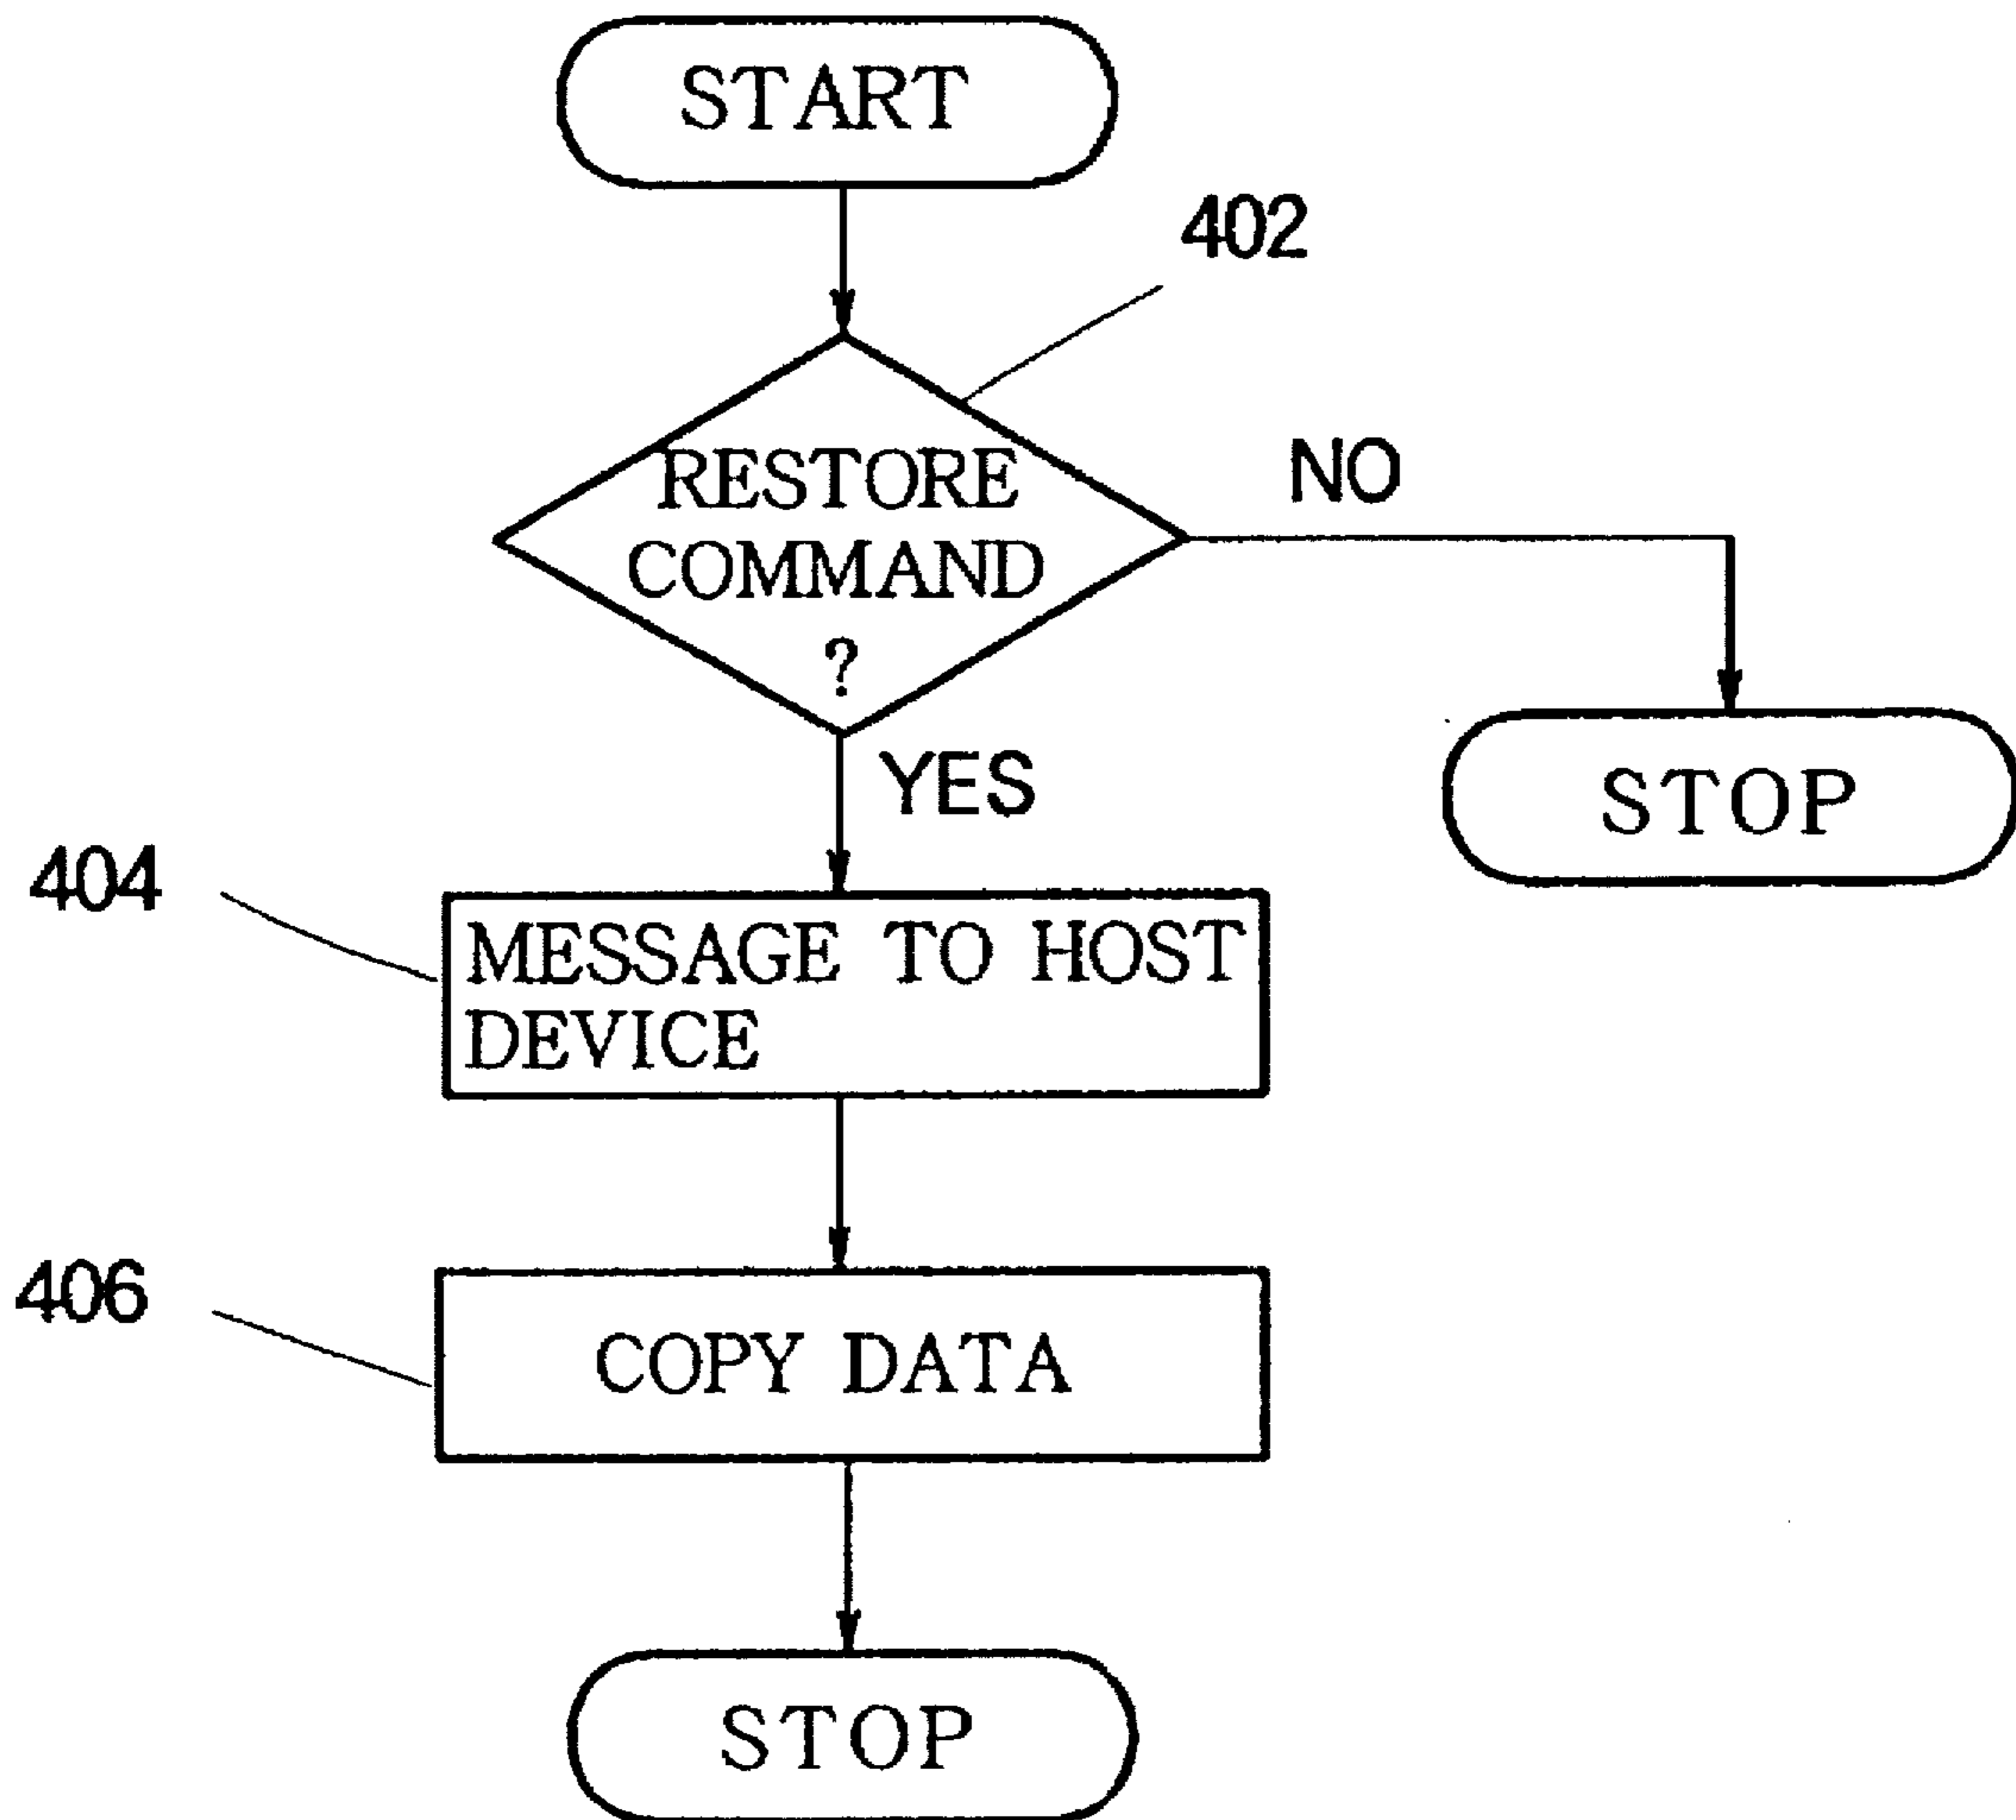 START
402
RESTORE
COMMAND
?
NO
YES
STOP
404
MESSAGE TO HOST
DEVICE
406
COPY DATA
STOP